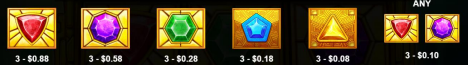 ANY
3 - $0.88
3 - $0.58
3 - $0.28
3 - $0.18
3 - $0.08
3 - $0.10